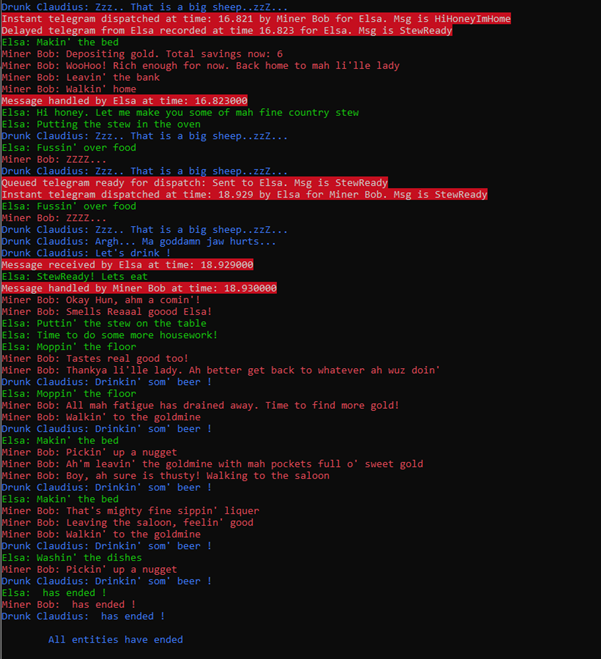 Drunk Claudius: Zzz.. That is a big sheep..zzZ...
Instant telegram dispatched at time: 16.821 by Miner Bob for Elsa. Msg is HiHoneyImHome
Delayed telegram from Elsa recorded at time 16.823 for Elsa. Msg is StewReady
Elsa: Makin' the bed
Miner Bob: Depositing gold. Total savings now: 6
Miner Bob: WooHoo! Rich enough for now. Back home to mah li'lle lady
Miner Bob: Leavin' the bank
Miner Bob: Walkin' home
Message handled by Elsa at time: 16.823000
Elsa: Hi honey. Let me make you some of mah fine country stew
Elsa: Putting the stew in the oven
Drunk Claudius: Zzz.. That is a big sheep..zzZ...
Elsa: Fussin' over food
Miner Bob: ZZZZ...
Drunk Claudius: Zzz.. That is a big sheep..zzZ...
Queued telegram ready for dispatch: Sent to Elsa. Msg is StewReady
Instant telegram dispatched at time: 18.929 by Elsa for Miner Bob. Msg is StewReady
Elsa: Fussin' over food
Miner Bob: ZZZZ...
Drunk Claudius: Zzz.. That is a big sheep..zzZ...
Drunk Claudius: Argh... Ma goddamn jaw hurts...
Drunk Claudius: Let's drink !
Message received by Elsa at time: 18.929000
Elsa: StewReady! Lets eat
Message handled by Miner Bob at time: 18.930000
Miner Bob: Okay Hun, ahm a comin'!
Miner Bob: Smells Reaaal goood Elsa!
Elsa: Puttin' the stew on the table
Elsa: Time to do some more housework!
Elsa: Moppin' the floor
Miner Bob: Tastes real good too!
Miner Bob: Thankya li'lle lady. Ah better get back to whatever ah wuz doin'
Drunk Claudius: Drinkin' som' beer !
Elsa: Moppin' the floor
Miner Bob: All mah fatigue has drained away. Time to find more gold!
Miner Bob: Walkin' to the goldmine
Drunk Claudius: Drinkin' som' beer !
Elsa: Makin' the bed
Miner Bob: Pickin' up a nugget
Miner Bob: Ah'm leavin' the goldmine with mah pockets full o' sweet gold
Miner Bob: Boy, ah sure is thusty! Walking to the saloon
Drunk Claudius: Drinkin' som' beer !
Elsa: Makin' the bed
Miner Bob: That's mighty fine sippin' liquer
Miner Bob: Leaving the saloon, feelin' good
Miner Bob: Walkin' to the goldmine
Drunk Claudius: Drinkin' som' beer !
Elsa: Washin' the dishes
Miner Bob: Pickin' up a nugget
Drunk Claudius: Drinkin' som' beer !
Elsa:  has ended !
Miner Bob:  has ended !
Drunk Claudius:  has ended !
All entities have ended